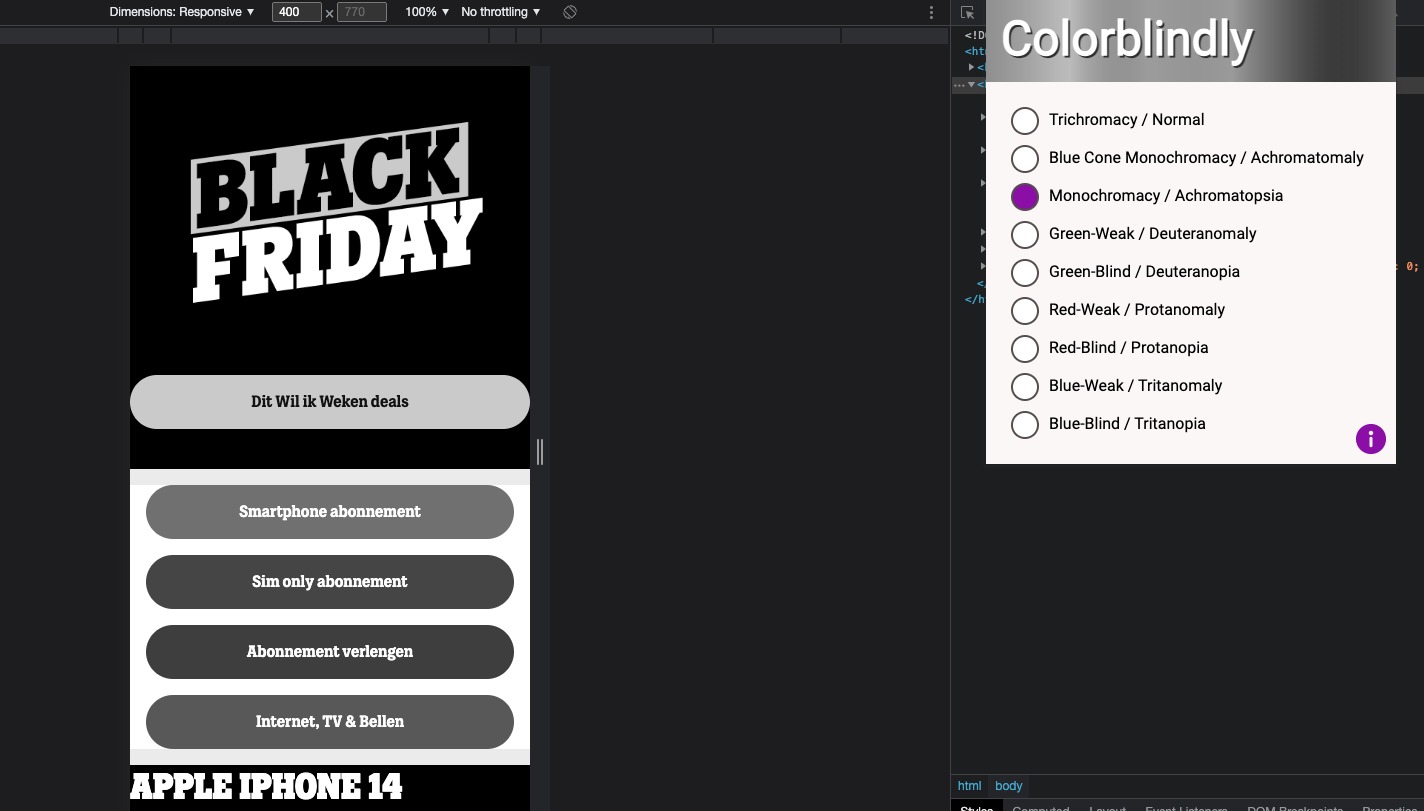 Dimensions: Responsive ▼ 400 × 770 100% ▼ No throttling ▼
BLACK
FRIDAY
Dit Wil ik Weken deals
Smartphone abonnement
Sim only abonnement
Abonnement verlengen
Internet, TV & Bellen
APPLE IPHONE 14
Colorblindly
Trichromacy / Normal
Blue Cone Monochromacy / Achromatomaly
Monochromacy / Achromatopsia
Green-Weak / Deuteranomaly
Green-Blind / Deuteranopia
Red-Weak / Protanomaly
Red-Blind / Protanopia
Blue-Weak / Tritanomaly
Blue-Blind / Tritanopia
i
: 0;
html body
Styles Computed Layout Event Listeners DOM Breakpoints Properties